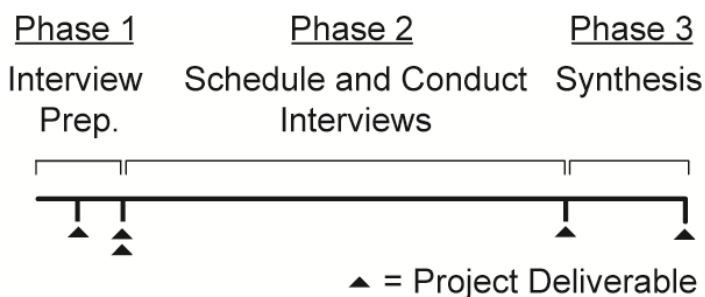 Phase 1 Phase 2 Phase 3
Interview Schedule and Conduct Synthesis
Prep. Interviews
▲ = Project Deliverable